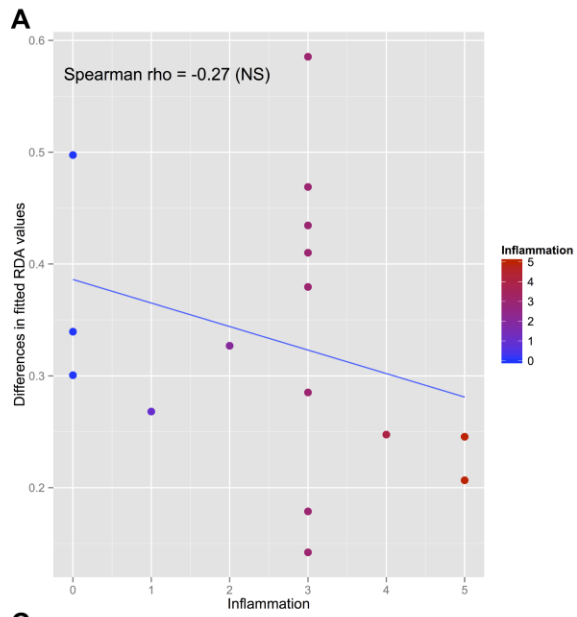 A
0.6
Spearman rho = -0.27 (NS)
0.5
0.4
0.3
0.2
Differences in fitted RDA values
0 1 2 3 4 5
Inflammation
Inflammation
5
4
3
2
1
0